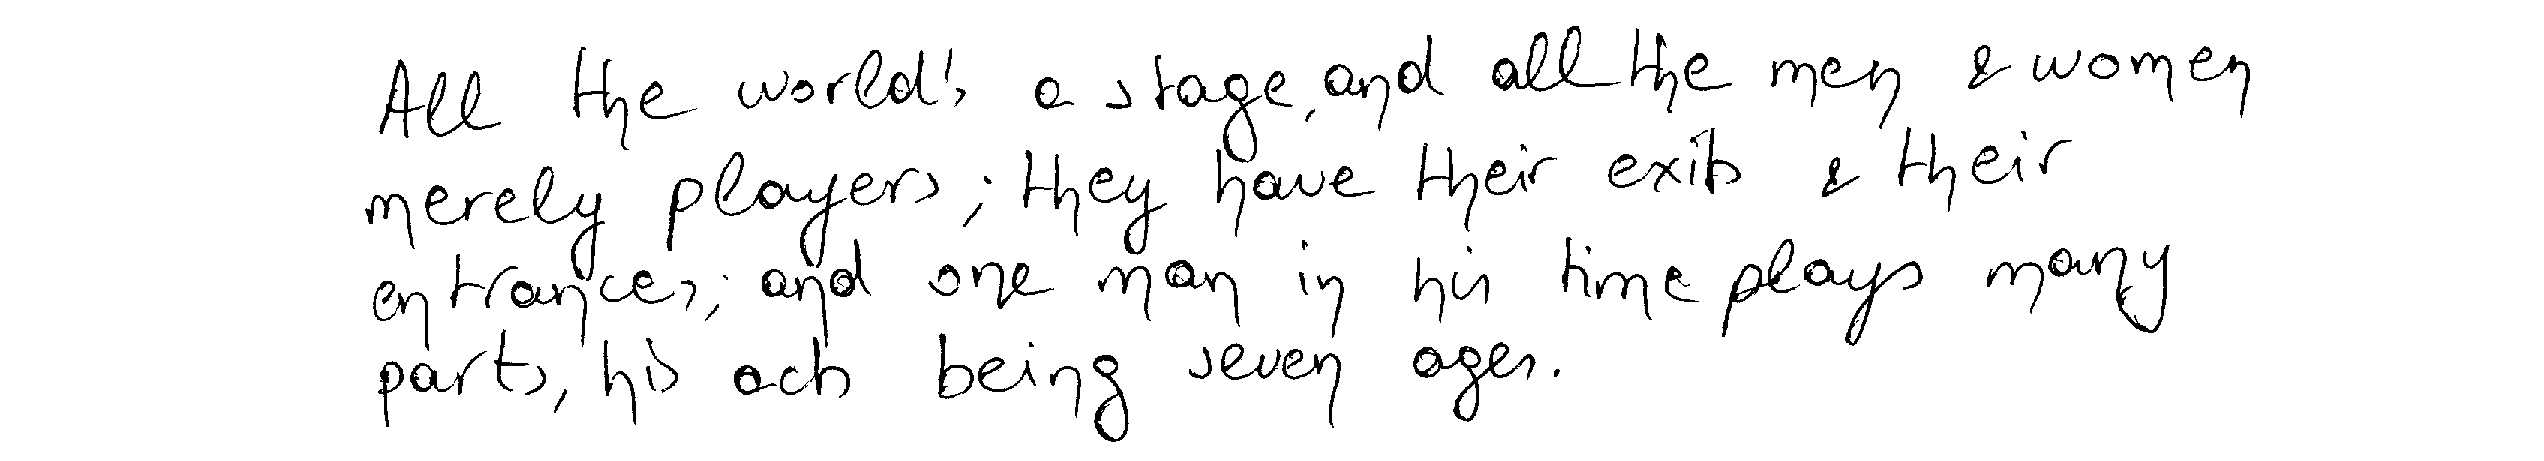 All the world's a stage, and all the men & women
merely players; they have their exits & their
entrances; and one man in his time plays many
parts, his acts being seven ages.